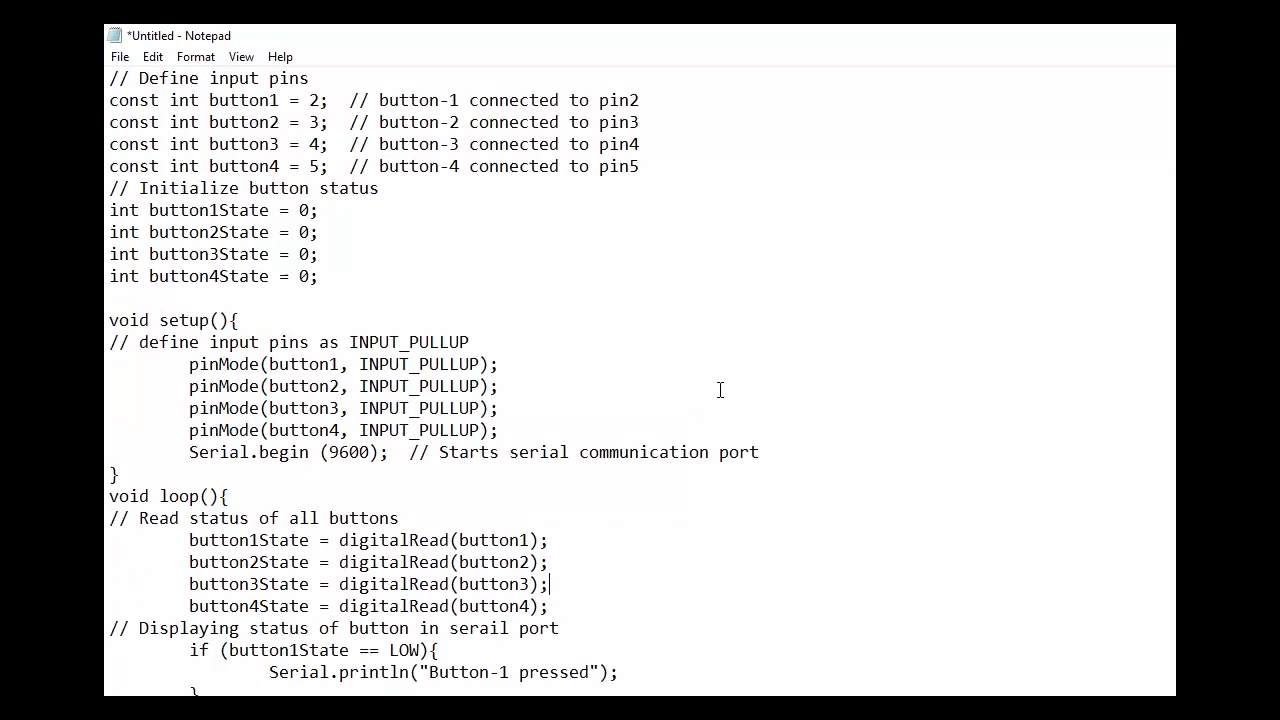 *Untitled - Notepad
File Edit Format View Help
// Define input pins
const int button1 = 2;  // button-1 connected to pin2
const int button2 = 3;  // button-2 connected to pin3
const int button3 = 4;  // button-3 connected to pin4
const int button4 = 5;  // button-4 connected to pin5
// Initialize button status
int button1State = 0;
int button2State = 0;
int button3State = 0;
int button4State = 0;

void setup(){
// define input pins as INPUT_PULLUP
        pinMode(button1, INPUT_PULLUP);
        pinMode(button2, INPUT_PULLUP);
        pinMode(button3, INPUT_PULLUP);
        pinMode(button4, INPUT_PULLUP);
        Serial.begin (9600);  // Starts serial communication port
}
void loop(){
// Read status of all buttons
        button1State = digitalRead(button1);
        button2State = digitalRead(button2);
        button3State = digitalRead(button3);
        button4State = digitalRead(button4);
// Displaying status of button in serail port
        if (button1State == LOW){
                Serial.println("Button-1 pressed");
        }